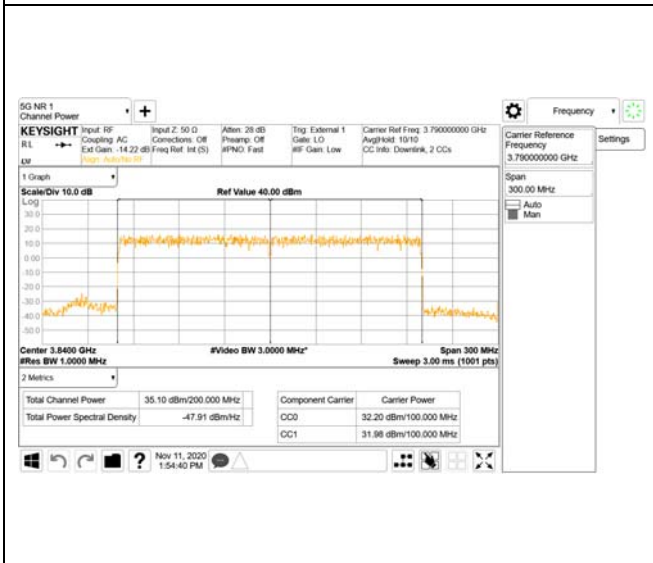 5G NR 1
Channel Power
Frequency
KEYSIGHT
RL
Input: RF
Coupling: AC
Ext Gain: -14.22 dB
Align: Auto/No RF
Input Z: 50 Ω
Corrections: Off
Freq Ref: Int (S)
Atten: 28 dB
Preamp: Off
#PNO: Fast
Trig: External 1
Gate: LO
#IF Gain: Low
Carrier Ref Freq: 3.790000000 GHz
Avg|Hold: 10/10
CC Info: Downlink, 2 CCs
Carrier Reference
Frequency
3.790000000 GHz
Settings
Span
300.00 MHz
Auto
Man
1 Graph
Scale/Div 10.0 dB
Ref Value 40.00 dBm
Log
30.0
20.0
10.0
0.00
-10.0
-20.0
-30.0
-40.0
-50.0
Center 3.8400 GHz
#Video BW 3.0000 MHz*
Span 300 MHz
#Res BW 1.0000 MHz
Sweep 3.00 ms (1001 pts)
2 Metrics
Total Channel Power 35.10 dBm/200.000 MHz
Total Power Spectral Density -47.91 dBm/Hz
Component Carrier Carrier Power
CC0 32.20 dBm/100.000 MHz
CC1 31.98 dBm/100.000 MHz
?
Nov 11, 2020
1:54:40 PM